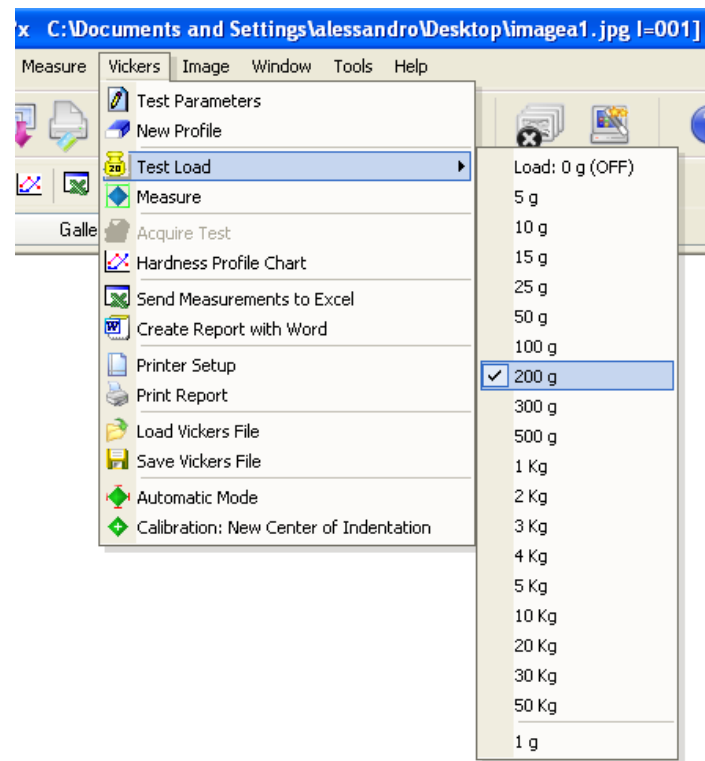 x C:\Documents and Settings\alessandro\Desktop\imagea1.jpg I=001]
Measure Vickers Image Window Tools Help
Test Parameters
New Profile
20 Test Load
Measure
Galle
Acquire Test
Hardness Profile Chart
Send Measurements to Excel
Create Report with Word
Printer Setup
Print Report
Load Vickers File
Save Vickers File
Automatic Mode
Calibration: New Center of Indentation
Load: 0 g (OFF)
5 g
10 g
15 g
25 g
50 g
100 g
200 g
300 g
500 g
1 Kg
2 Kg
3 Kg
4 Kg
5 Kg
10 Kg
20 Kg
30 Kg
50 Kg
1 g